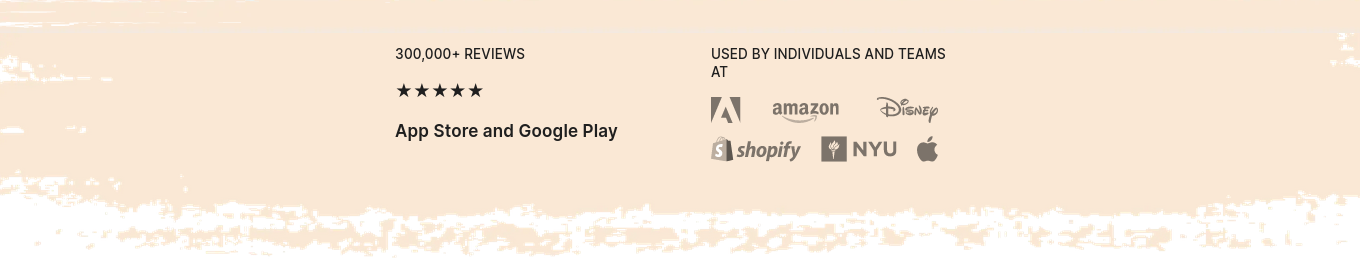 300,000+ REVIEWS
★★★★★
App Store and Google Play
USED BY INDIVIDUALS AND TEAMS
AT
amazon
Disney
shopify
NYU